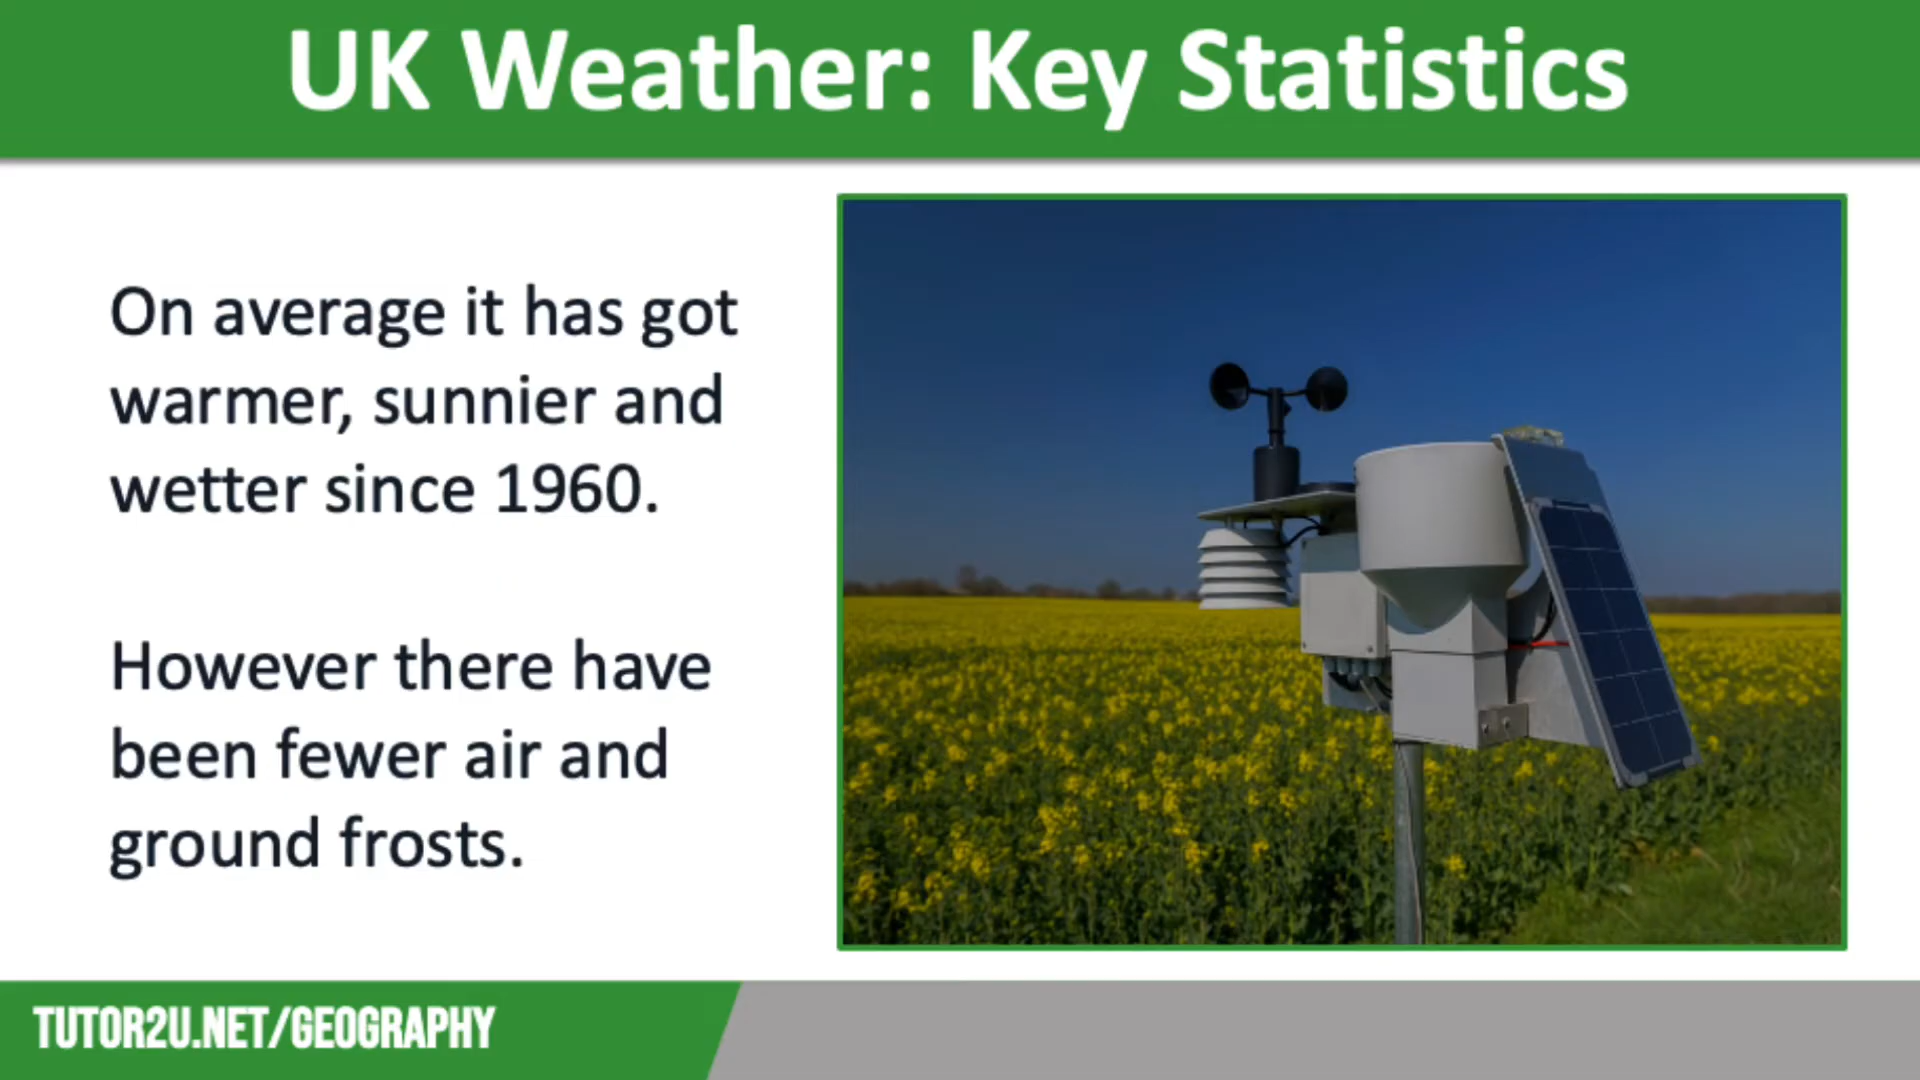 UK Weather: Key Statistics
On average it has got
warmer, sunnier and
wetter since 1960.
However there have
been fewer air and
ground frosts.
TUTOR2U.NET/GEOGRAPHY